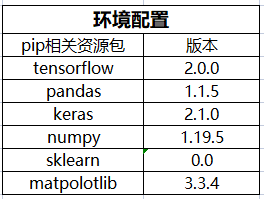 环境配置
pip相关资源包 版本
tensorflow 2.0.0
pandas 1.1.5
keras 2.1.0
numpy 1.19.5
sklearn 0.0
matpolotlib 3.3.4